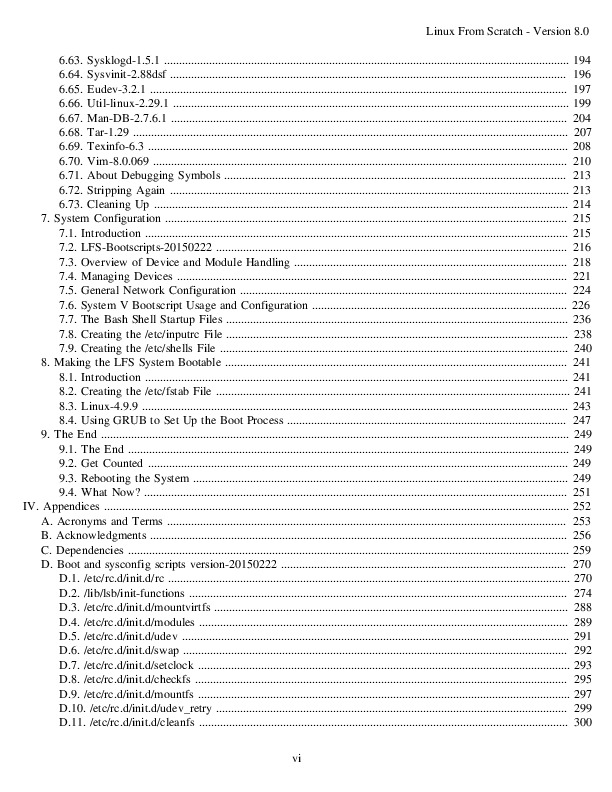 Linux From Scratch - Version 8.0
6.63. Sysklogd-1.5.1 ........ 194
6.64. Sysvinit-2.88dsf ........ 196
6.65. Eudev-3.2.1 ........ 197
6.66. Util-linux-2.29.1 ........ 199
6.67. Man-DB-2.7.6.1 ........ 204
6.68. Tar-1.29 ........ 207
6.69. Texinfo-6.3 ........ 208
6.70. Vim-8.0.069 ........ 210
6.71. About Debugging Symbols ........ 213
6.72. Stripping Again ........ 213
6.73. Cleaning Up ........ 214
7. System Configuration ........ 215
7.1. Introduction ........ 215
7.2. LFS-Bootscripts-20150222 ........ 216
7.3. Overview of Device and Module Handling ........ 218
7.4. Managing Devices ........ 221
7.5. General Network Configuration ........ 224
7.6. System V Bootscript Usage and Configuration ........ 226
7.7. The Bash Shell Startup Files ........ 236
7.8. Creating the /etc/inputrc File ........ 238
7.9. Creating the /etc/shells File ........ 240
8. Making the LFS System Bootable ........ 241
8.1. Introduction ........ 241
8.2. Creating the /etc/fstab File ........ 241
8.3. Linux-4.9.9 ........ 243
8.4. Using GRUB to Set Up the Boot Process ........ 247
9. The End ........ 249
9.1. The End ........ 249
9.2. Get Counted ........ 249
9.3. Rebooting the System ........ 249
9.4. What Now? ........ 251
IV. Appendices ........ 252
A. Acronyms and Terms ........ 253
B. Acknowledgments ........ 256
C. Dependencies ........ 259
D. Boot and sysconfig scripts version-20150222 ........ 270
D.1. /etc/rc.d/init.d/rc ........ 270
D.2. /lib/lsb/init-functions ........ 274
D.3. /etc/rc.d/init.d/mountvirtfs ........ 288
D.4. /etc/rc.d/init.d/modules ........ 289
D.5. /etc/rc.d/init.d/udev ........ 291
D.6. /etc/rc.d/init.d/swap ........ 292
D.7. /etc/rc.d/init.d/setclock ........ 293
D.8. /etc/rc.d/init.d/checkfs ........ 295
D.9. /etc/rc.d/init.d/mountfs ........ 297
D.10. /etc/rc.d/init.d/udev_retry ........ 299
D.11. /etc/rc.d/init.d/cleanfs ........ 300
vi